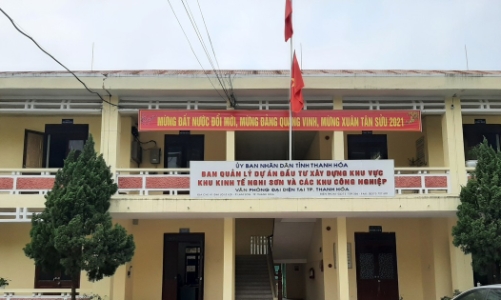 MỪNG ĐẤT NƯỚC ĐỔI MỚI, MỪNG ĐẢNG QUANG VINH, MỪNG XUÂN TÂN SỬU 2021
ỦY BAN NHÂN DÂN TỈNH THANH HÓA
BAN QUẢN LÝ DỰ ÁN ĐẦU TƯ XÂY DỰNG KHU VỰC
KHU KINH TẾ NGHI SƠN VÀ CÁC KHU CÔNG NGHIỆP
VĂN PHÒNG ĐẠI DIỆN TẠI TP. THANH HÓA